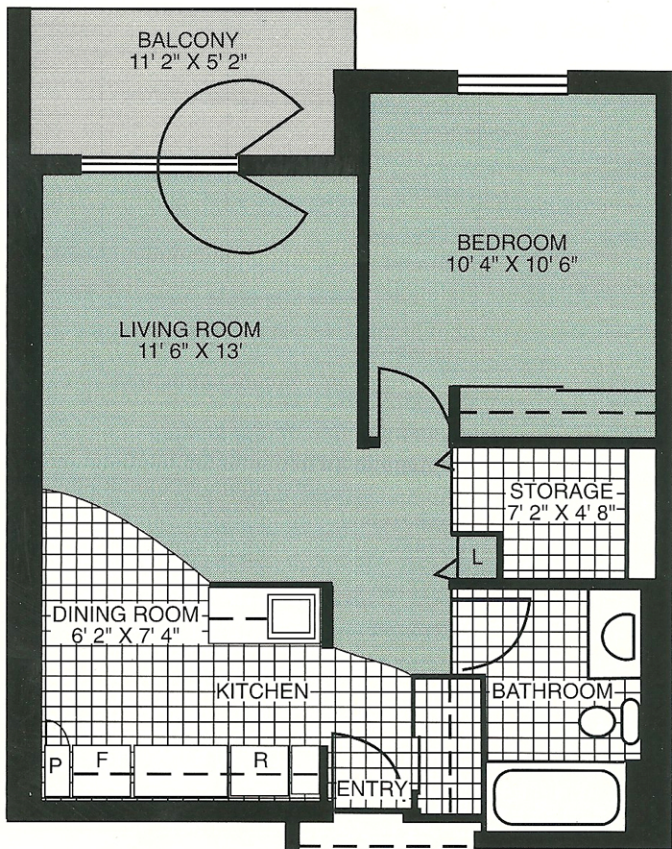 BALCONY
11' 2" X 5' 2"
BEDROOM
10' 4" X 10' 6"
LIVING ROOM
11' 6" X 13'
STORAGE
7' 2" X 4' 8"
L
DINING ROOM
6' 2" X 7' 4"
KITCHEN
BATHROOM
P
F
R
ENTRY